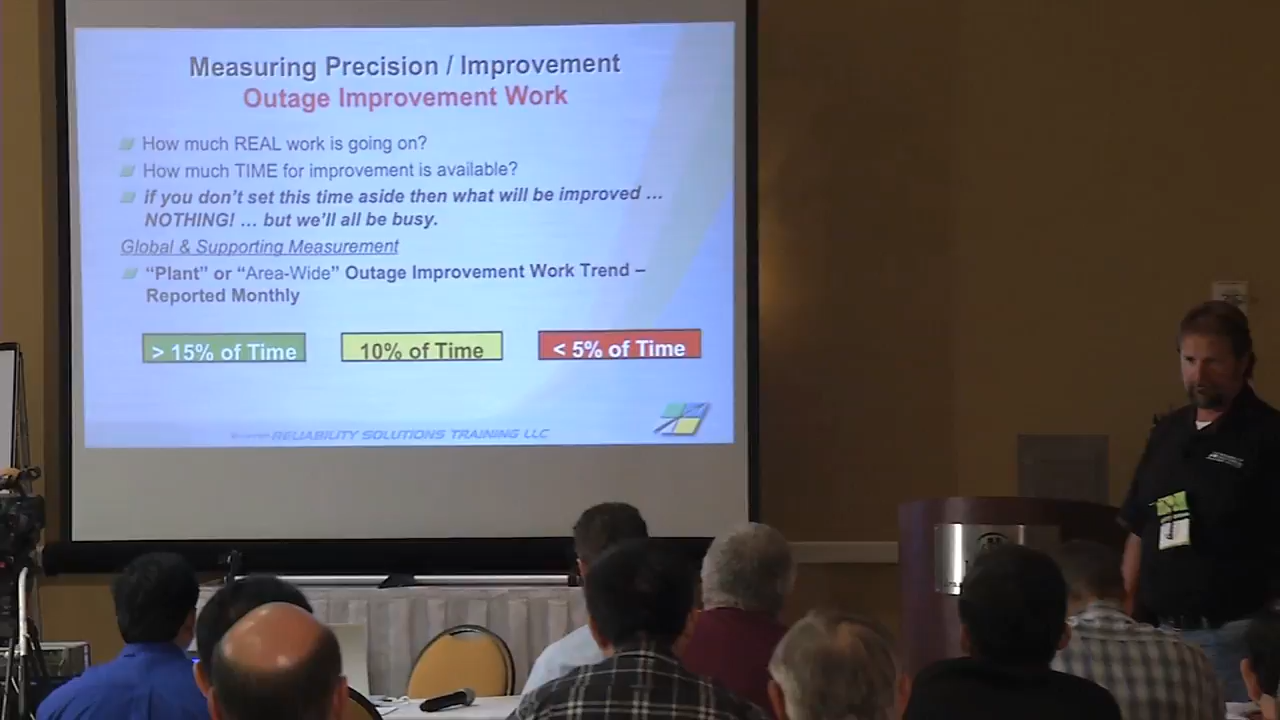 Measuring Precision / Improvement
Outage Improvement Work
How much REAL work is going on?
How much TIME for improvement is available?
if you don't set this time aside then what will be improved …
NOTHING! … but we'll all be busy.
Global & Supporting Measurement
“Plant” or “Area-Wide” Outage Improvement Work Trend –
Reported Monthly
> 15% of Time
10% of Time
< 5% of Time
RELIABILITY SOLUTIONS TRAINING LLC